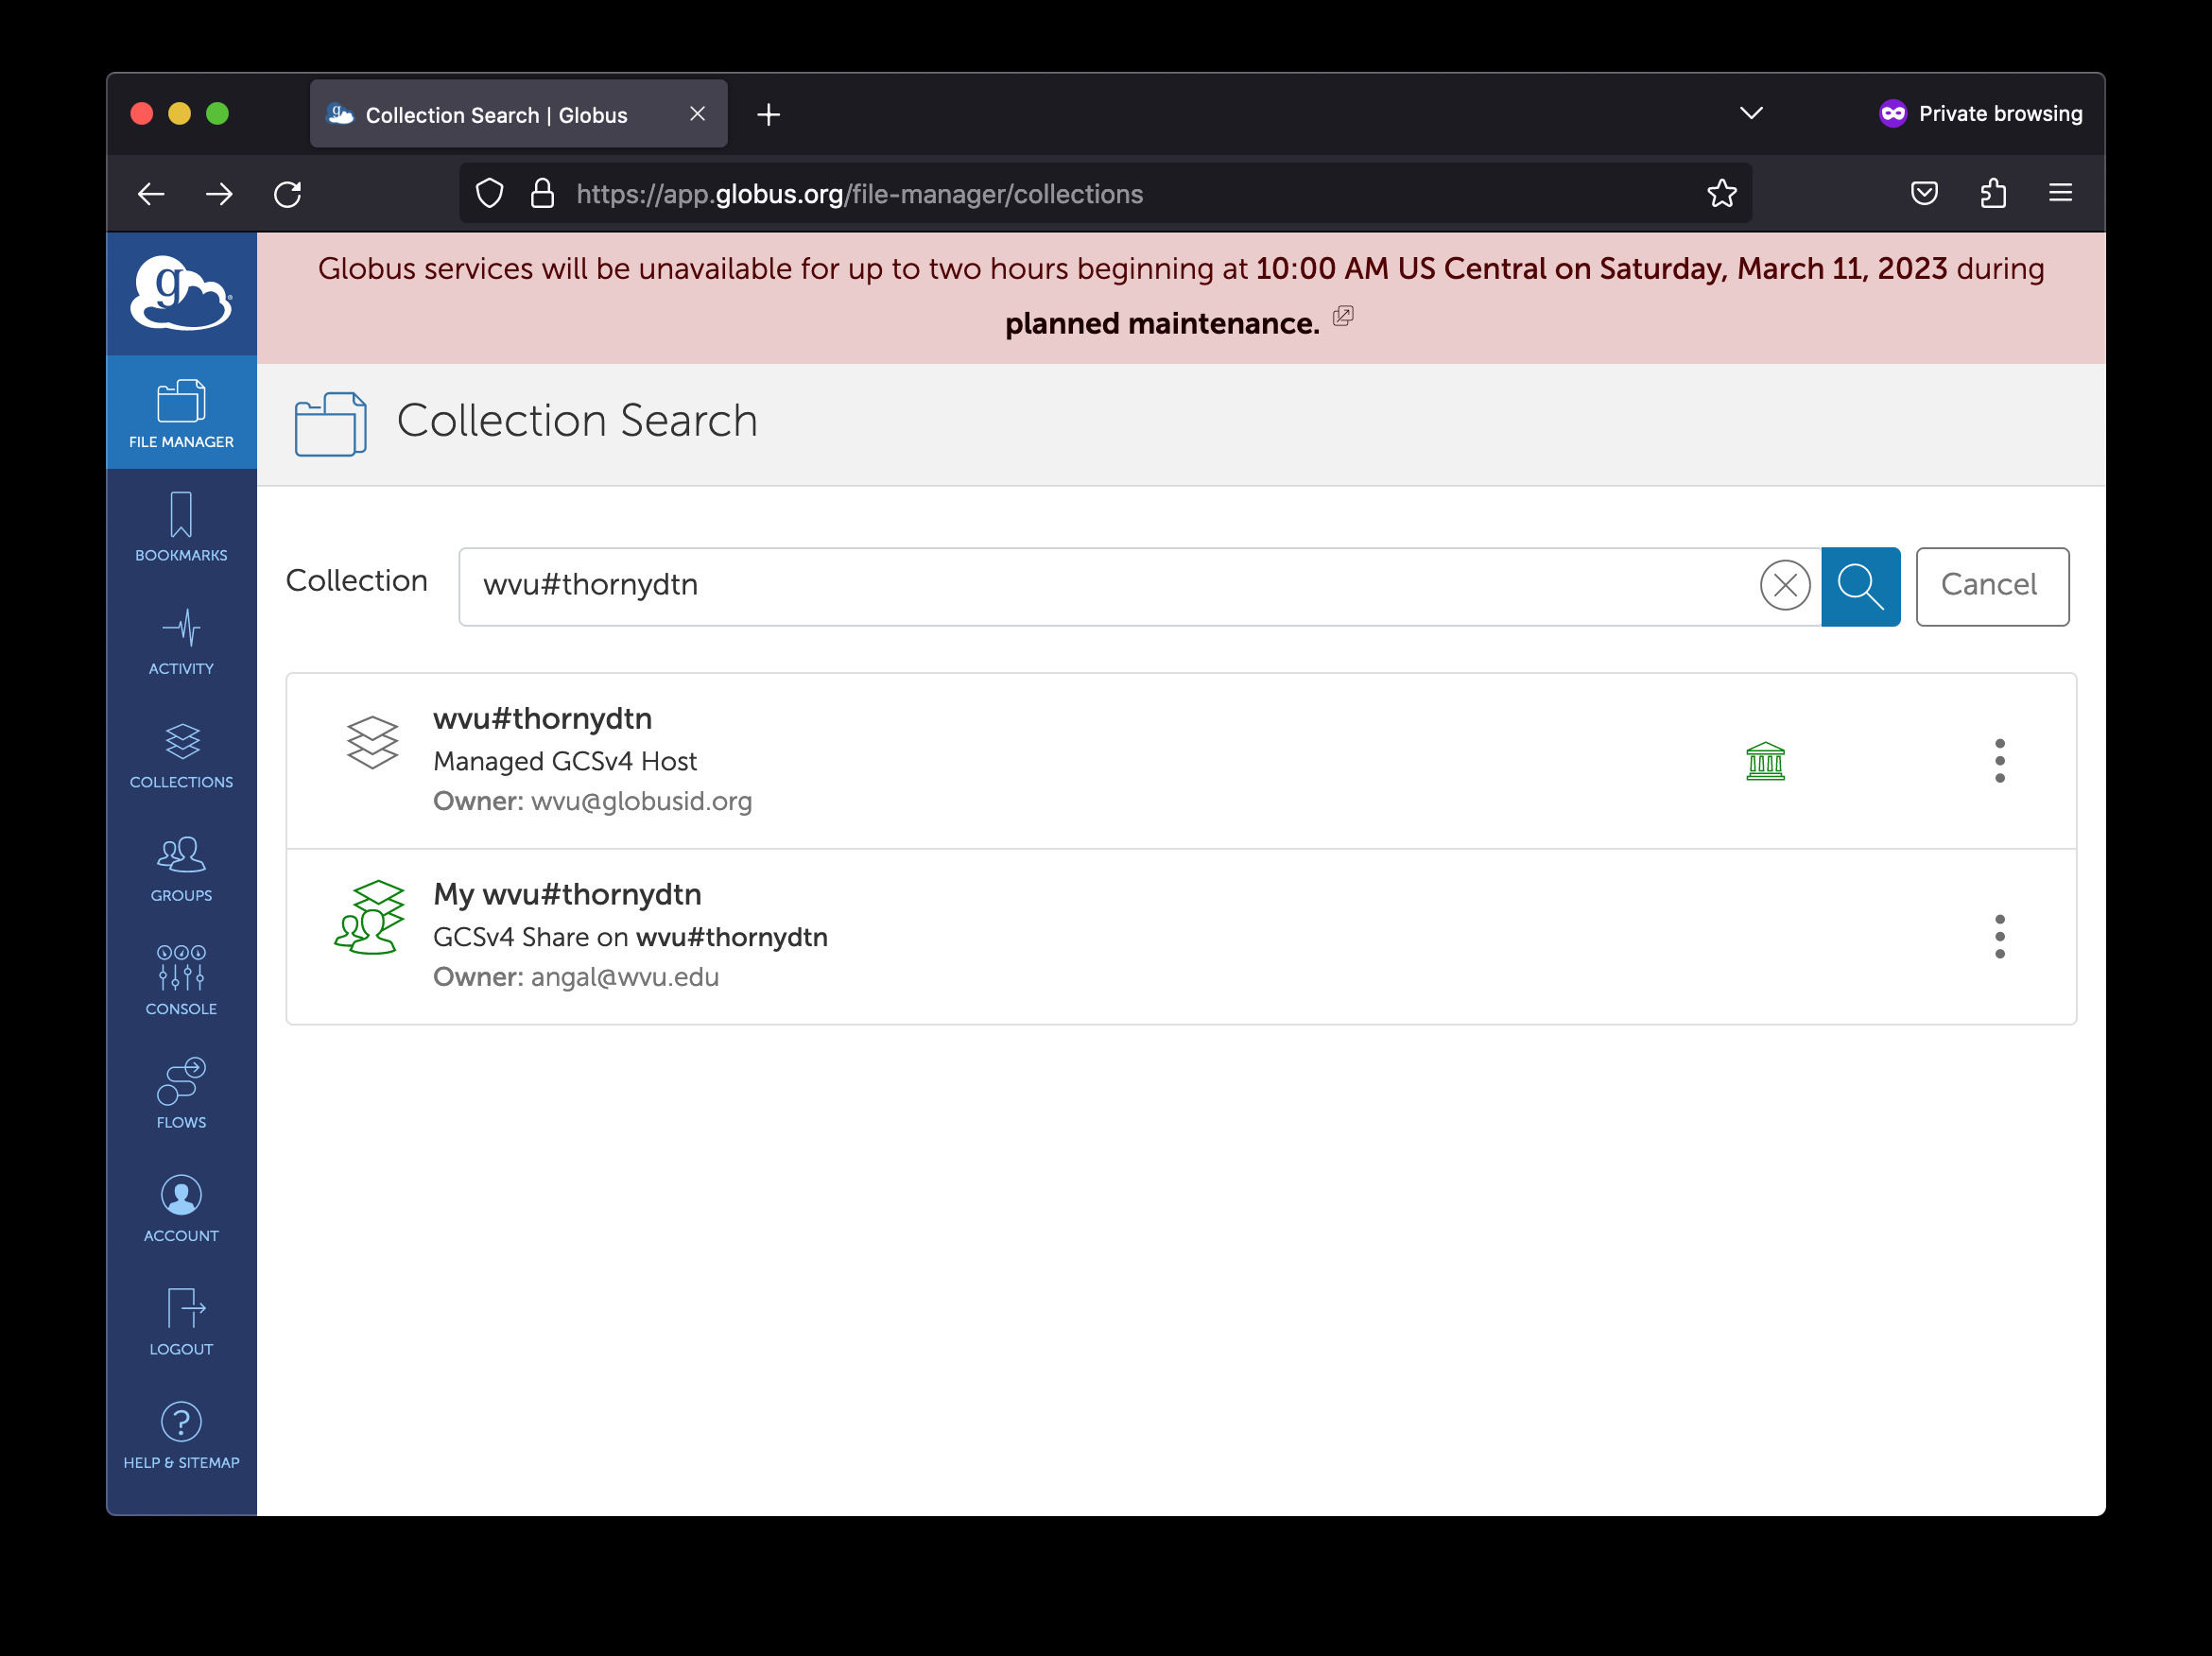 Collection Search | Globus
Private browsing
https://app.globus.org/file-manager/collections
g
Globus services will be unavailable for up to two hours beginning at 10:00 AM US Central on Saturday, March 11, 2023 during
planned maintenance.
FILE MANAGER
BOOKMARKS
ACTIVITY
COLLECTIONS
GROUPS
CONSOLE
FLOWS
ACCOUNT
LOGOUT
HELP & SITEMAP
Collection Search
Collection
wvu#thornydtn
Cancel
wvu#thornydtn
Managed GCSv4 Host
Owner: wvu@globusid.org
My wvu#thornydtn
GCSv4 Share on wvu#thornydtn
Owner: angal@wvu.edu